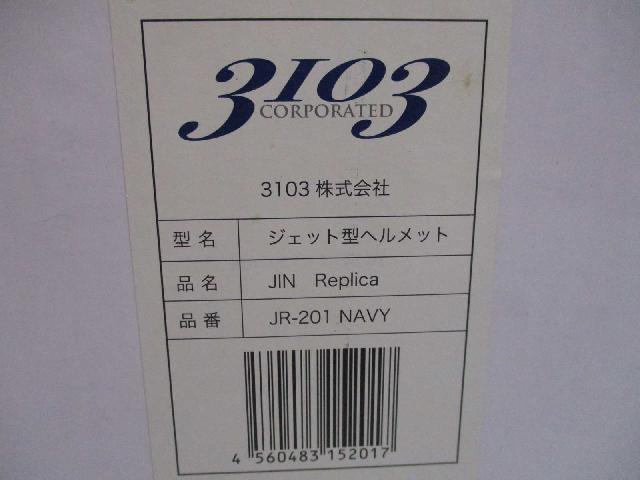 3103
CORPORATED
3103 株式会社
型 名 ジェット型ヘルメット
品 名 JIN Replica
品 番 JR-201 NAVY
4 560483 152017